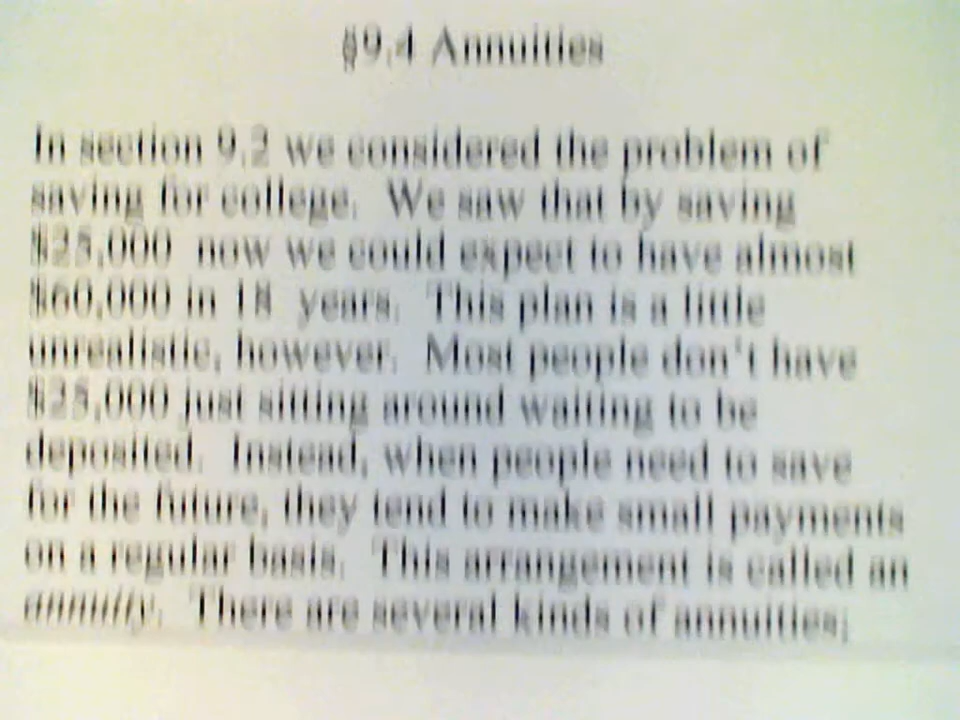 §9.4 Annuities
In section 9.2 we considered the problem of
saving for college. We saw that by saving
$25,000 now we could expect to have almost
$60,000 in 18 years. This plan is a little
unrealistic, however. Most people don't have
$25,000 just sitting around waiting to be
deposited. Instead, when people need to save
for the future, they tend to make small payments
on a regular basis. This arrangement is called an
annuity. There are several kinds of annuities;